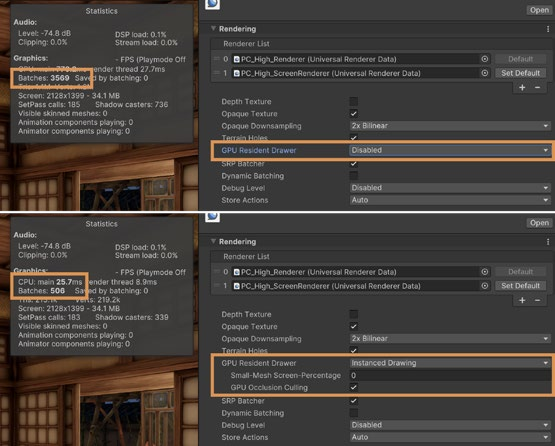 Statistics
Audio:
Level: -74.8 dB
DSP load: 0.1%
Clipping: 0.0%
Stream load: 0.0%
Graphics:
- FPS (Playmode Off
CPU: main ms render thread 27.7ms
Batches: 3569 Saved by batching: 0
Screen: 2128x1399 - 34.1 MB
SetPass calls: 185 Shadow casters: 736
Visible skinned meshes: 0
Animation components playing: 0
Animator components playing: 0
Open
Rendering
Renderer List
0 PC_High_Renderer (Universal Renderer Data) Default
1 PC_High_ScreenRenderer (Universal Renderer Data) Set Default
+ −
Depth Texture
Opaque Texture
Opaque Downsampling 2x Bilinear
Terrain Holes
GPU Resident Drawer Disabled
SRP Batcher
Dynamic Batching
Debug Level Disabled
Store Actions Auto
Statistics
Audio:
Level: -74.8 dB
DSP load: 0.1%
Clipping: 0.0%
Stream load: 0.0%
Graphics:
- FPS (Playmode Off
CPU: main 25.7ms render thread 8.9ms
Batches: 506 Saved by batching: 0
Tris: Verts: 219.2k
Screen: 2128x1399 - 34.1 MB
SetPass calls: 183 Shadow casters: 339
Visible skinned meshes: 0
Animation components playing: 0
Animator components playing: 0
Open
Rendering
Renderer List
0 PC_High_Renderer (Universal Renderer Data) Default
1 PC_High_ScreenRenderer (Universal Renderer Data) Set Default
+ −
Depth Texture
Opaque Texture
Opaque Downsampling 2x Bilinear
Terrain Holes
GPU Resident Drawer Instanced Drawing
Small-Mesh Screen-Percentage 0
GPU Occlusion Culling
SRP Batcher
Dynamic Batching
Debug Level Disabled
Store Actions Auto